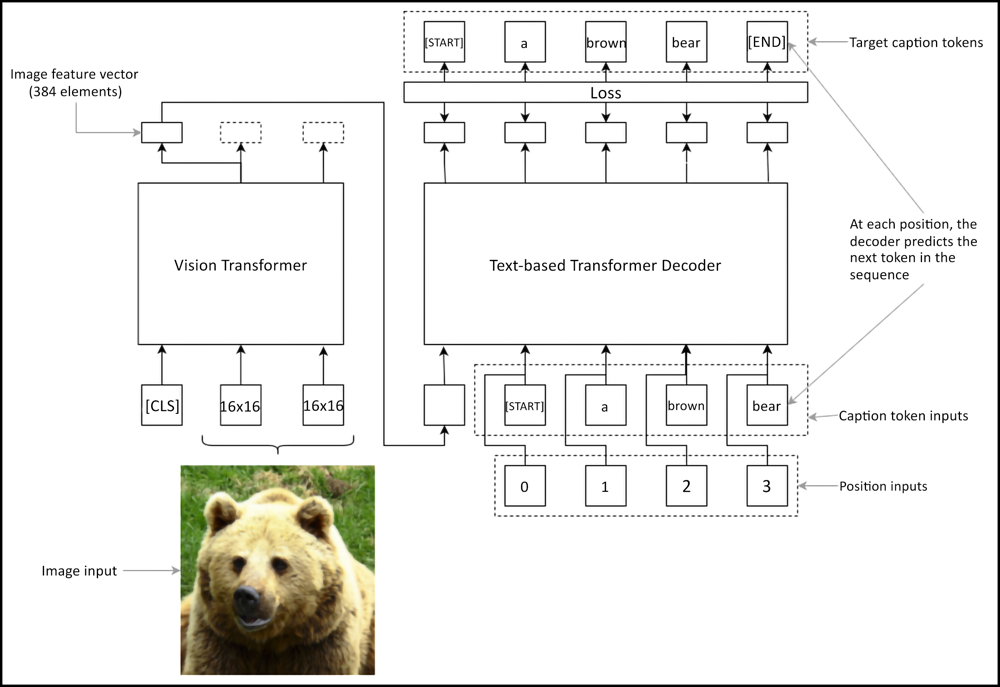 [START]
a
brown
bear
[END]
Target caption tokens
Loss
Image feature vector
(384 elements)
Vision Transformer
Text-based Transformer Decoder
At each position, the
decoder predicts the
next token in the
sequence
[CLS]
16x16
16x16
[START]
a
brown
bear
Caption token inputs
0
1
2
3
Position inputs
Image input